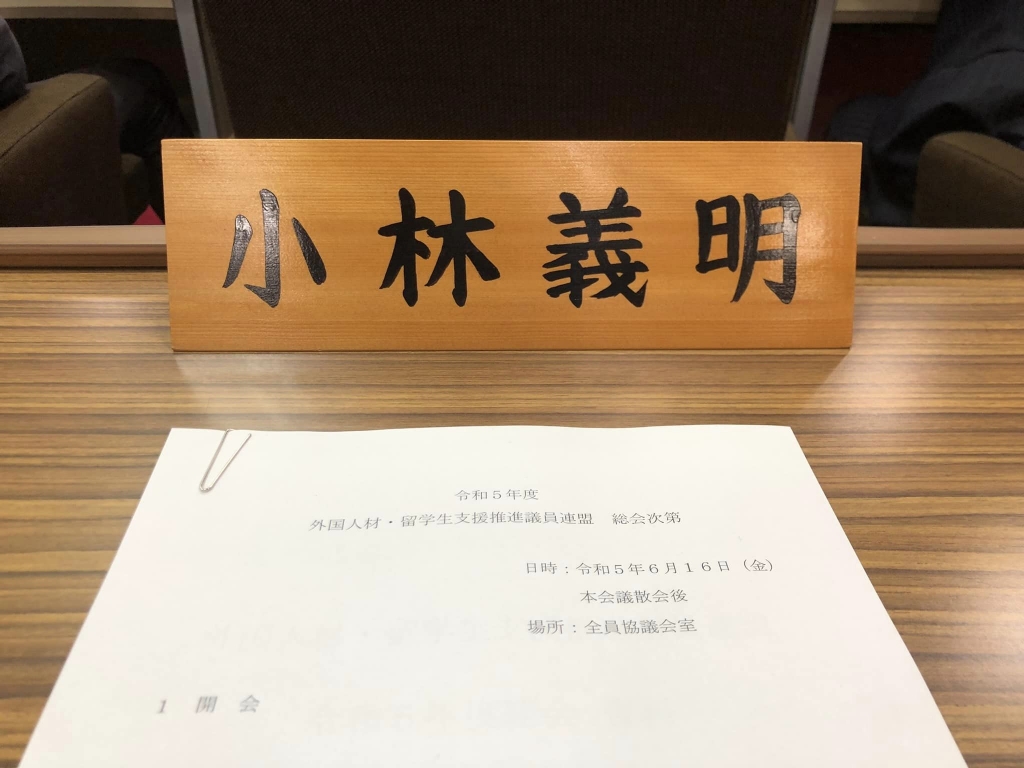 小林義明
令和５年度
外国人材・留学生支援推進議員連盟　総会次第
日時：令和５年６月１６日（金）
本会議散会後
場所：全員協議会室
１　開　会